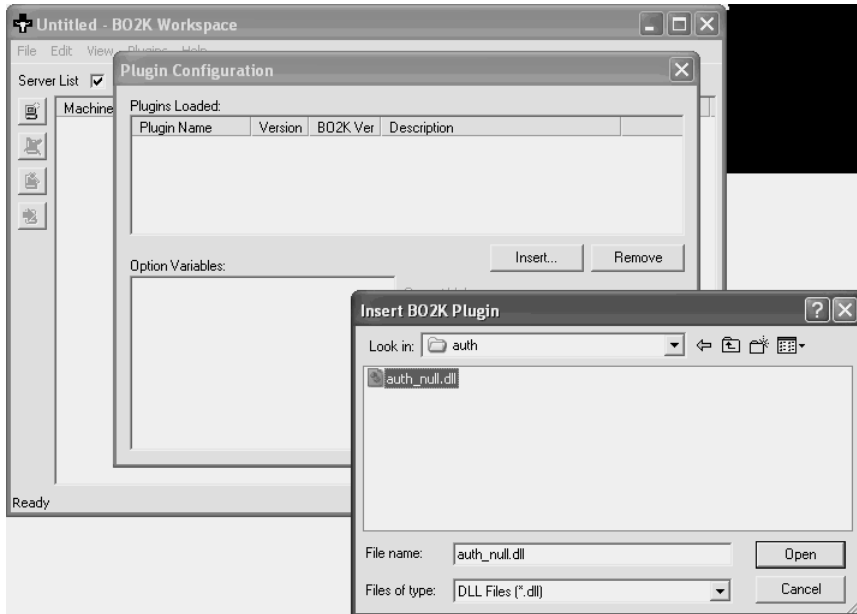 Untitled - BO2K Workspace
File Edit View Plugins Help
Server List
Machine
Plugin Configuration
Plugins Loaded:
Plugin Name Version BO2K Ver Description
Insert... Remove
Option Variables:
Insert BO2K Plugin
Look in: auth
auth_null.dll
File name: auth_null.dll Open
Files of type: DLL Files (*.dll) Cancel
Ready